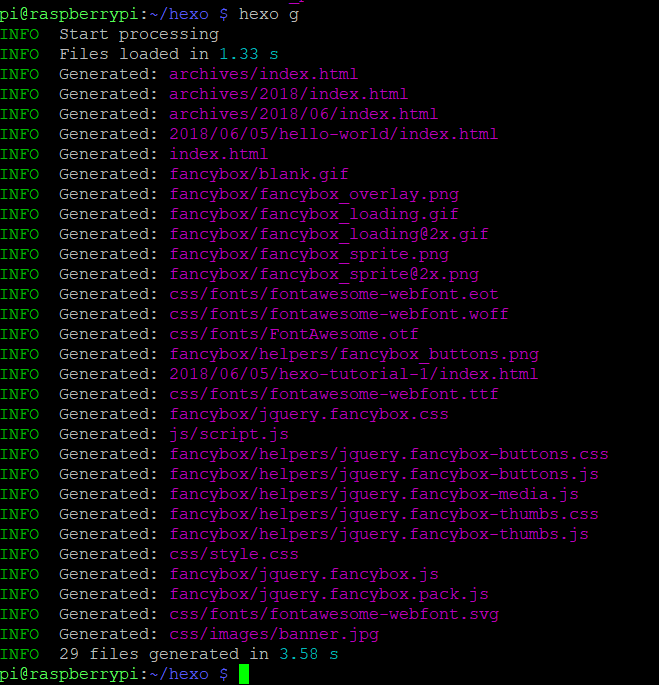 pi@raspberrypi:~/hexo $ hexo g
INFO  Start processing
INFO  Files loaded in 1.33 s
INFO  Generated: archives/index.html
INFO  Generated: archives/2018/index.html
INFO  Generated: archives/2018/06/index.html
INFO  Generated: 2018/06/05/hello-world/index.html
INFO  Generated: index.html
INFO  Generated: fancybox/blank.gif
INFO  Generated: fancybox/fancybox_overlay.png
INFO  Generated: fancybox/fancybox_loading.gif
INFO  Generated: fancybox/fancybox_loading@2x.gif
INFO  Generated: fancybox/fancybox_sprite.png
INFO  Generated: fancybox/fancybox_sprite@2x.png
INFO  Generated: css/fonts/fontawesome-webfont.eot
INFO  Generated: css/fonts/fontawesome-webfont.woff
INFO  Generated: css/fonts/FontAwesome.otf
INFO  Generated: fancybox/helpers/fancybox_buttons.png
INFO  Generated: 2018/06/05/hexo-tutorial-1/index.html
INFO  Generated: css/fonts/fontawesome-webfont.ttf
INFO  Generated: fancybox/jquery.fancybox.css
INFO  Generated: js/script.js
INFO  Generated: fancybox/helpers/jquery.fancybox-buttons.css
INFO  Generated: fancybox/helpers/jquery.fancybox-buttons.js
INFO  Generated: fancybox/helpers/jquery.fancybox-media.js
INFO  Generated: fancybox/helpers/jquery.fancybox-thumbs.css
INFO  Generated: fancybox/helpers/jquery.fancybox-thumbs.js
INFO  Generated: css/style.css
INFO  Generated: fancybox/jquery.fancybox.js
INFO  Generated: fancybox/jquery.fancybox.pack.js
INFO  Generated: css/fonts/fontawesome-webfont.svg
INFO  Generated: css/images/banner.jpg
INFO  29 files generated in 3.58 s
pi@raspberrypi:~/hexo $